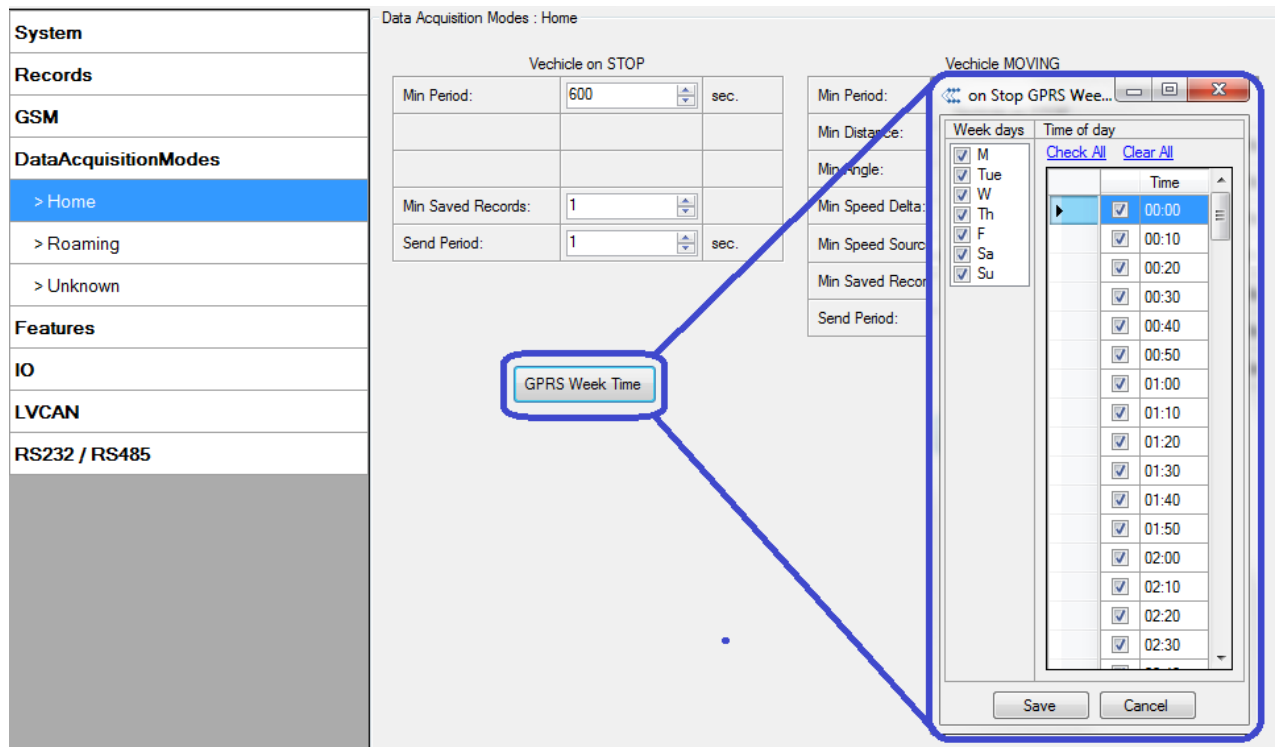 System
Records
GSM
DataAcquisitionModes
> Home
> Roaming
> Unknown
Features
IO
LVCAN
RS232 / RS485
Data Acquisition Modes : Home
Vechicle on STOP
Min Period: 600 sec.
Min Saved Records: 1
Send Period: 1 sec.
GPRS Week Time
Vechicle MOVING
Min Period:
Min Distance:
Min Angle:
Min Speed Delta:
Min Speed Sourc
Min Saved Recor
Send Period:
on Stop GPRS Wee...
Week days
M
Tue
W
Th
F
Sa
Su
Time of day
Check All Clear All
Time
00:00
00:10
00:20
00:30
00:40
00:50
01:00
01:10
01:20
01:30
01:40
01:50
02:00
02:10
02:20
02:30
Save Cancel